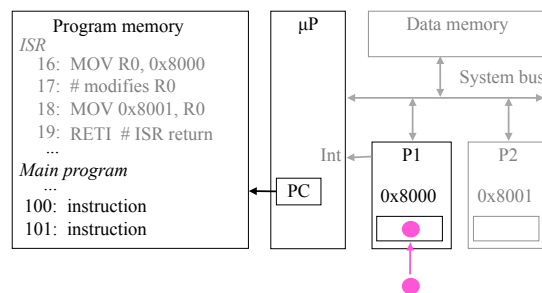 Program memory
ISR
16: MOV R0, 0x8000
17: # modifies R0
18: MOV 0x8001, R0
19: RETI # ISR return
...
Main program
...
100: instruction
101: instruction
μP
PC
Data memory
System bus
Int
P1
0x8000
P2
0x8001